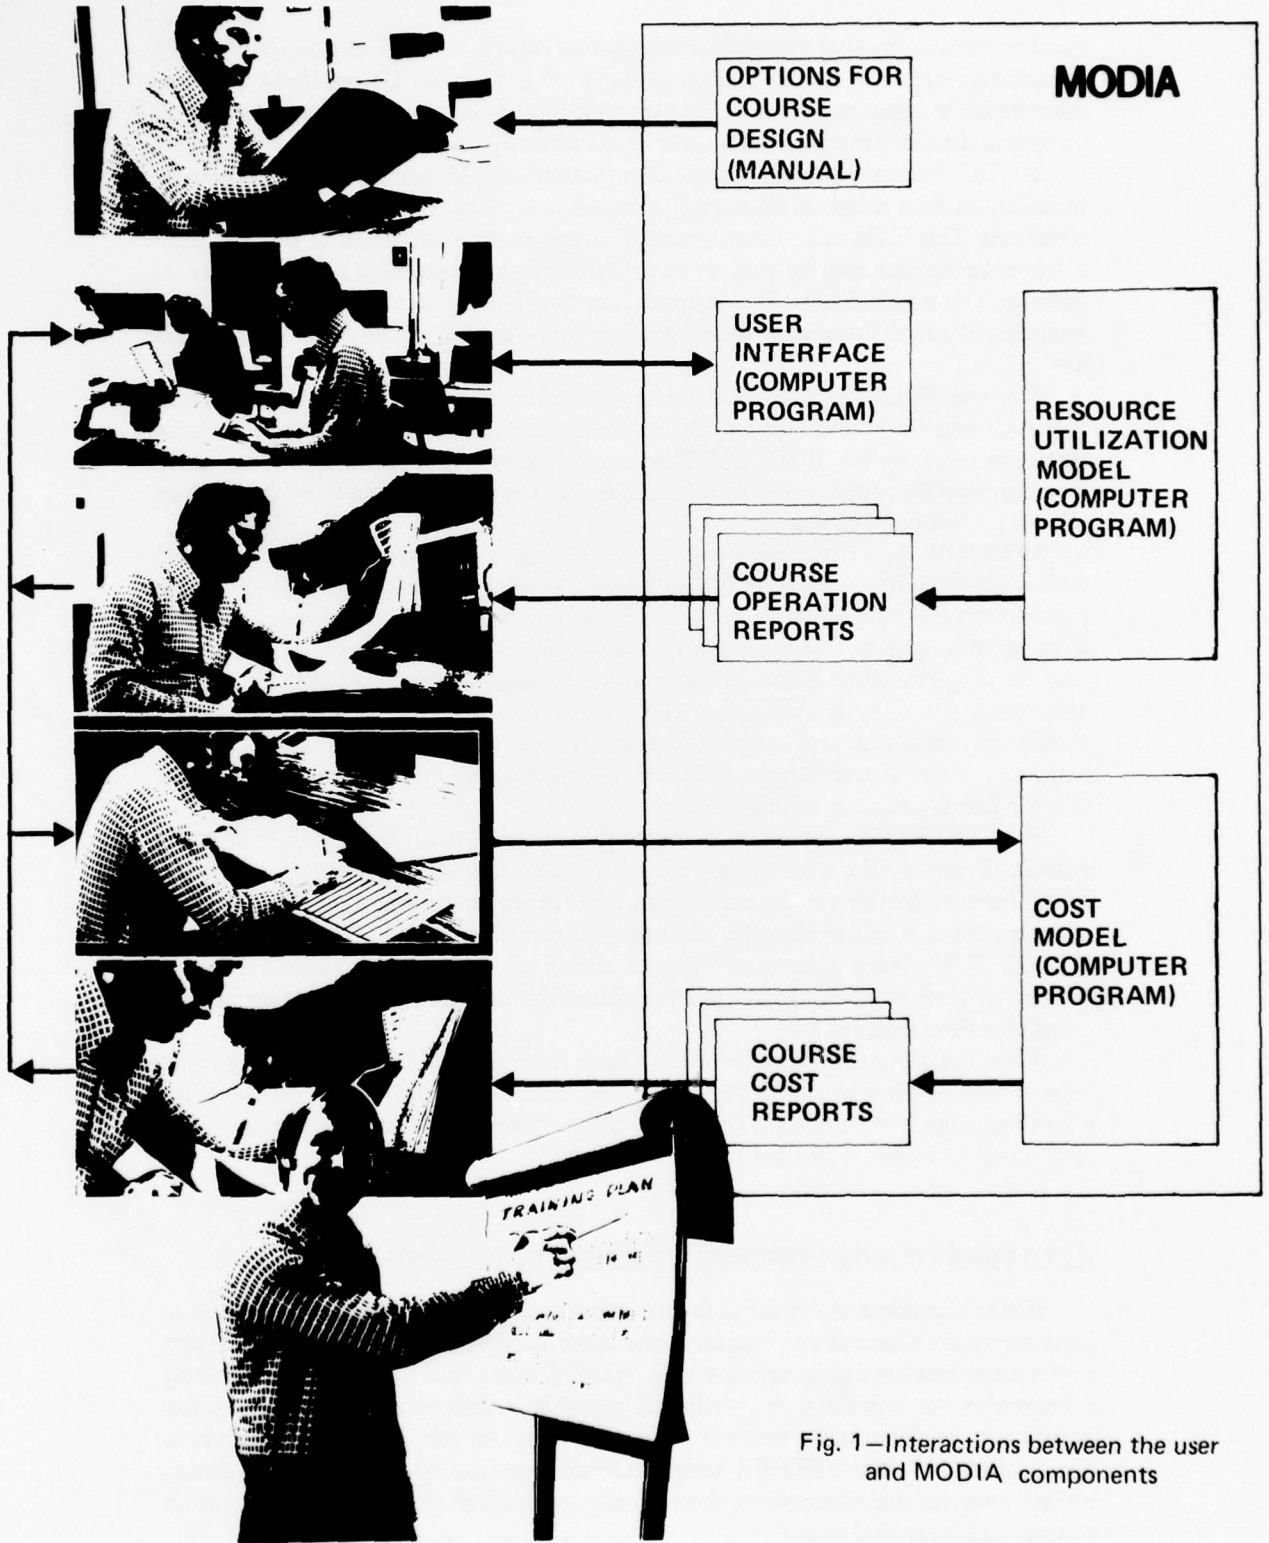 MODIA
OPTIONS FOR
COURSE
DESIGN
(MANUAL)
USER
INTERFACE
(COMPUTER
PROGRAM)
RESOURCE
UTILIZATION
MODEL
(COMPUTER
PROGRAM)
COURSE
OPERATION
REPORTS
COST
MODEL
(COMPUTER
PROGRAM)
COURSE
COST
REPORTS
TRAINING PLAN
Fig. 1—Interactions between the user
and MODIA components